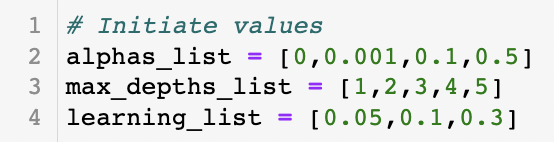 1 # Initiate values
2 alphas_list = [0,0.001,0.1,0.5]
3 max_depths_list = [1,2,3,4,5]
4 learning_list = [0.05,0.1,0.3]